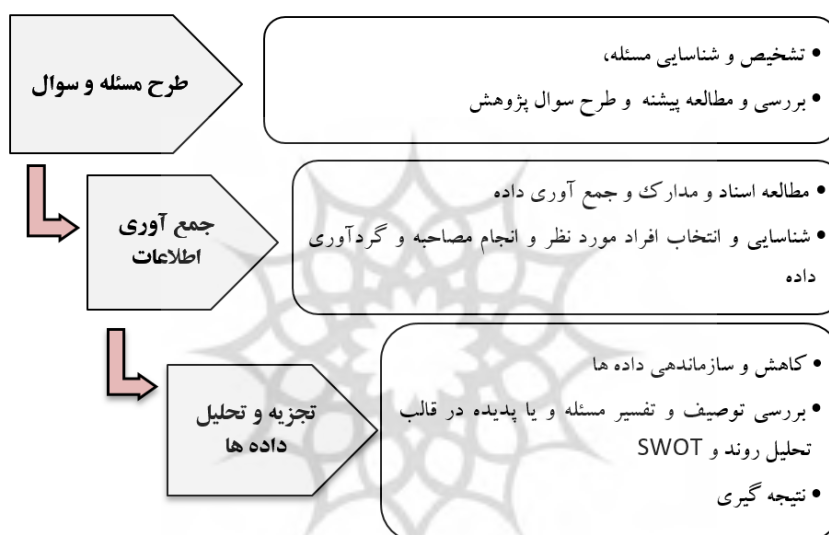 طرح مسئله و سوال
• تشخیص و شناسایی مسئله،
• بررسی و مطالعه پیشنه و طرح سوال پژوهش
جمع آوری
اطلاعات
• مطالعه اسناد و مدارک و جمع آوری داده
• شناسایی و انتخاب افراد مورد نظر و انجام مصاحبه و گردآوری
داده
تجزیه و تحلیل
داده ها
• کاهش و سازماندهی داده ها
• بررسی توصیف و تفسیر مسئله و یا پدیده در قالب
تحلیل روند و SWOT
• نتیجه گیری